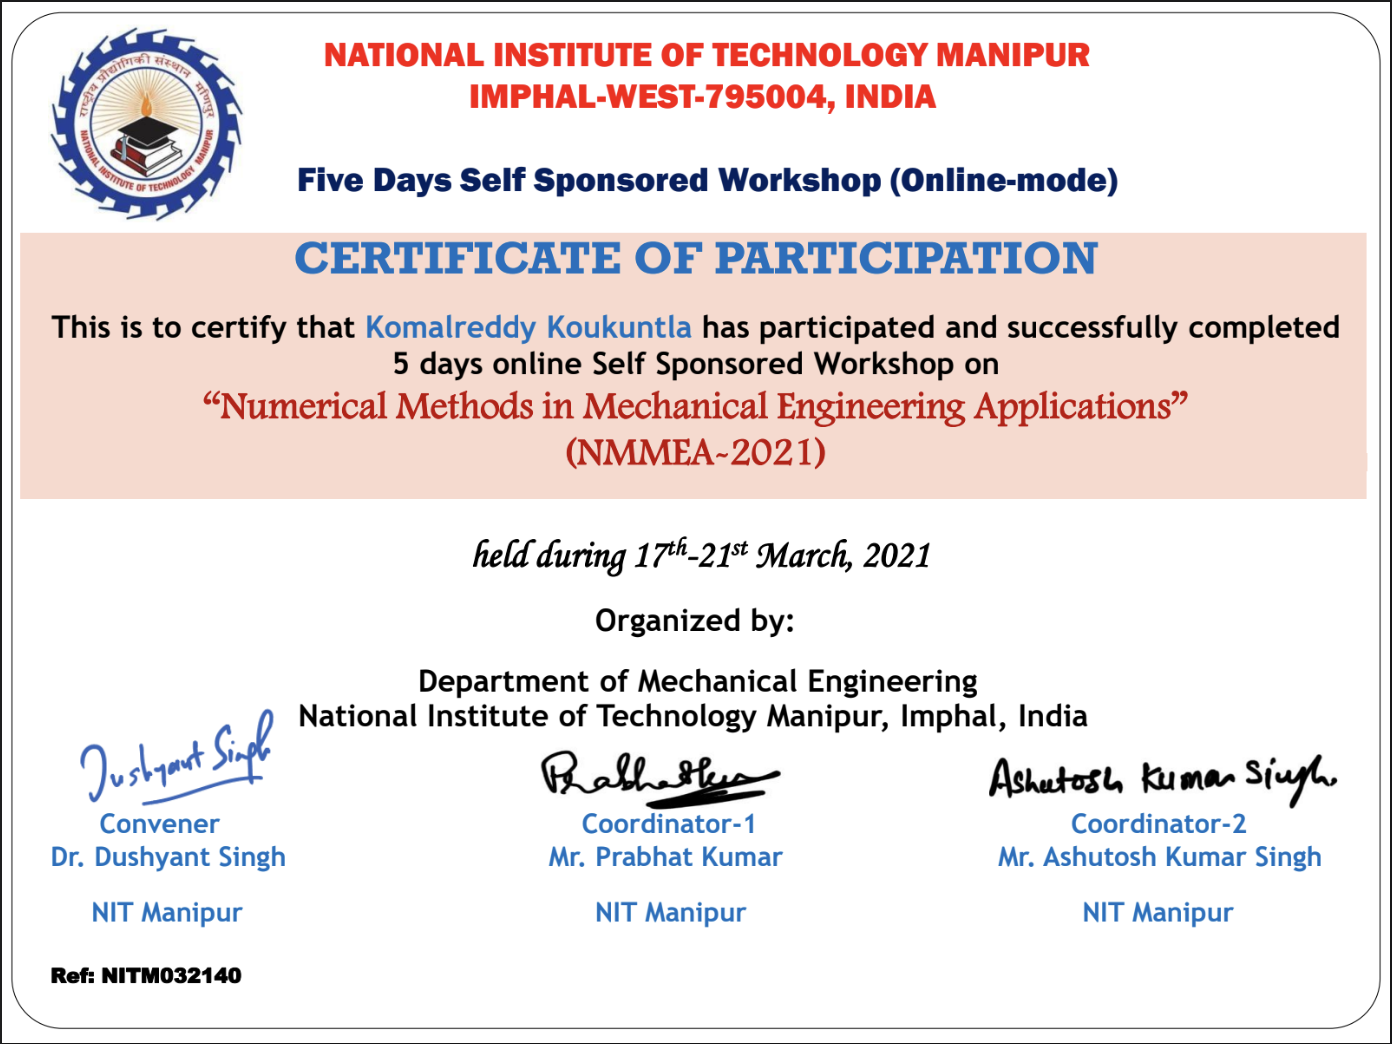 राष्ट्रीय प्रौद्योगिकी संस्थान मणिपुर
NATIONAL INSTITUTE OF TECHNOLOGY MANIPUR
NATIONAL INSTITUTE OF TECHNOLOGY MANIPUR
IMPHAL-WEST-795004, INDIA
Five Days Self Sponsored Workshop (Online-mode)
CERTIFICATE OF PARTICIPATION
This is to certify that Komalreddy Koukuntla has participated and successfully completed
5 days online Self Sponsored Workshop on
“Numerical Methods in Mechanical Engineering Applications”
(NMMEA~2021)
held during 17th-21st March, 2021
Organized by:
Department of Mechanical Engineering
National Institute of Technology Manipur, Imphal, India
Dushyant Singh Prabhat Kumar Ashutosh Kumar Singh
Convener Coordinator-1 Coordinator-2
Dr. Dushyant Singh Mr. Prabhat Kumar Mr. Ashutosh Kumar Singh
NIT Manipur NIT Manipur NIT Manipur
Ref: NITM032140